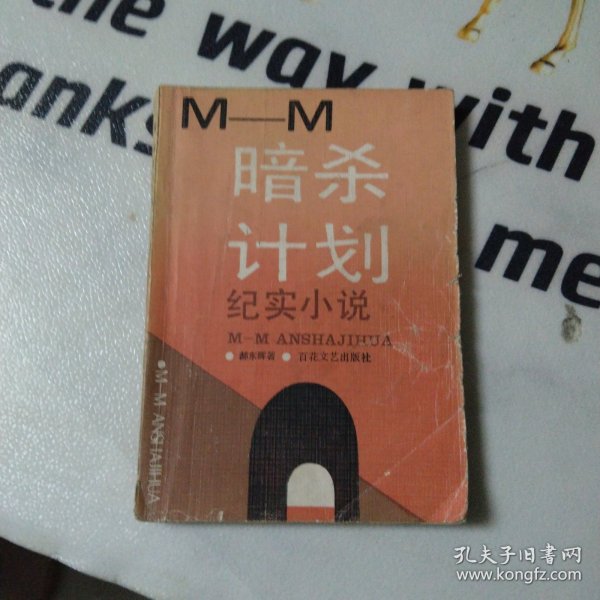 the way with
anks
me
M—M
暗杀
计划
纪实小说
M-M ANSHAJIHUA
●郝东晖著 ●百花文艺出版社
●M-M ANSHAJIHUA
孔夫子旧书网
www.kongfz.com